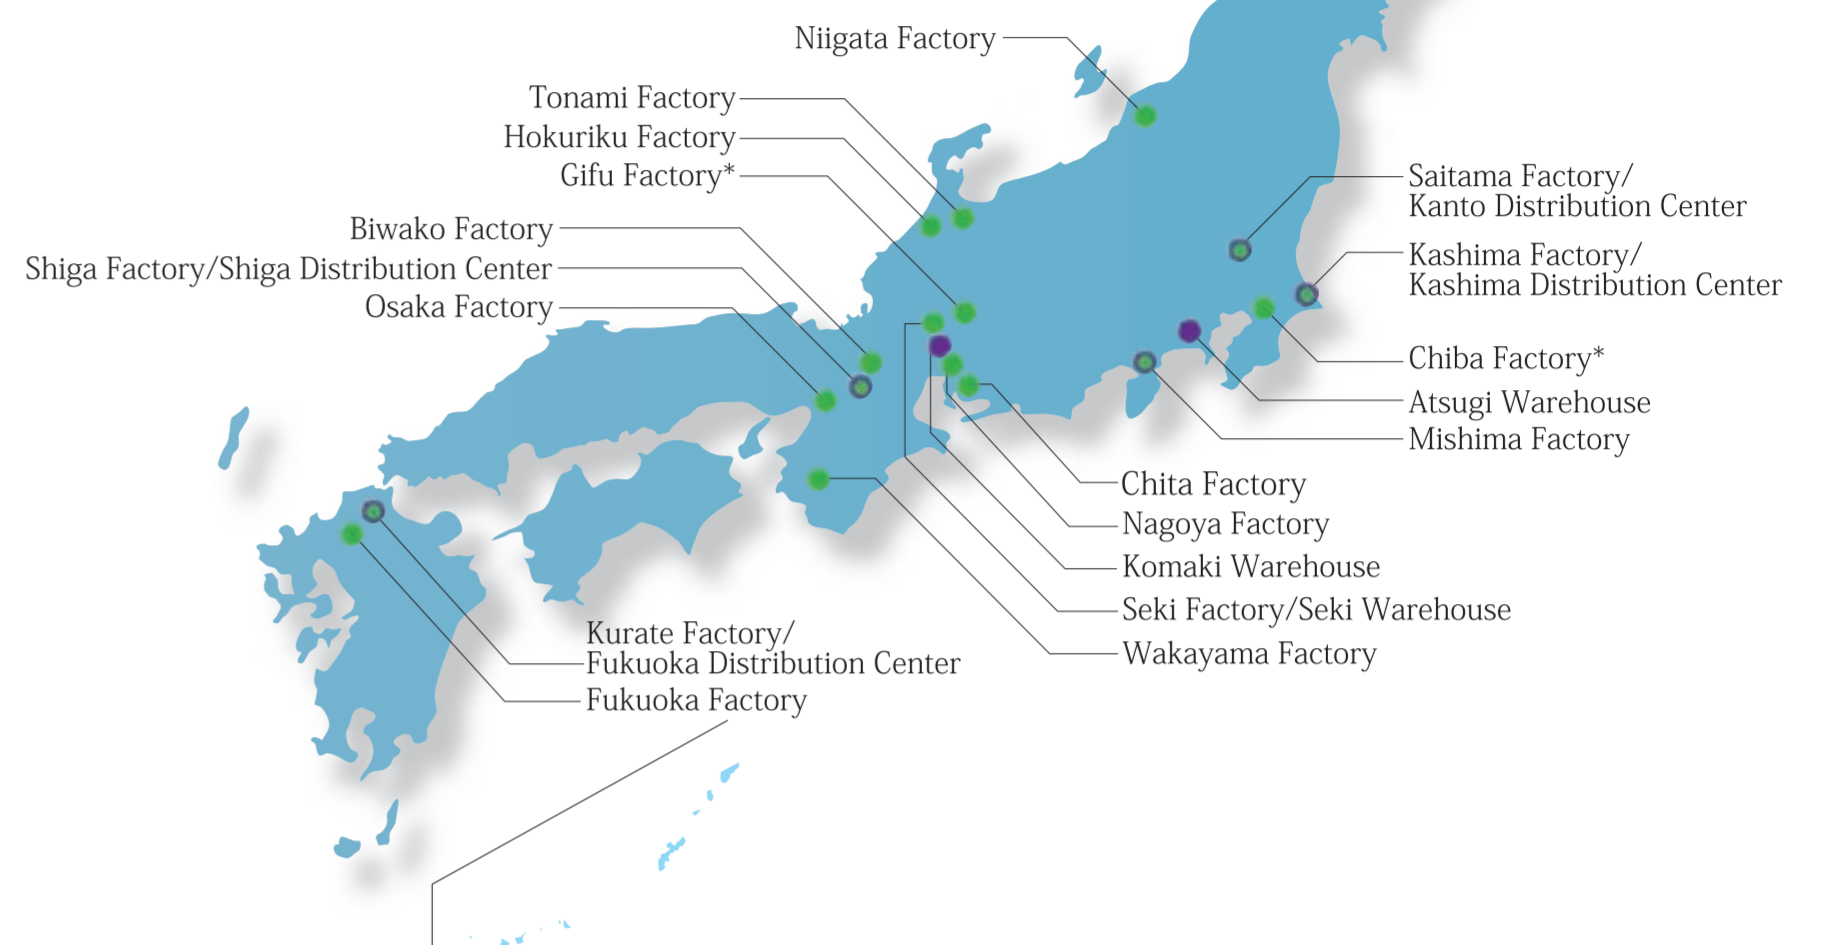 Niigata Factory
Tonami Factory
Hokuriku Factory
Gifu Factory*
Biwako Factory
Shiga Factory/Shiga Distribution Center
Osaka Factory
Saitama Factory/
Kanto Distribution Center
Kashima Factory/
Kashima Distribution Center
Chiba Factory*
Atsugi Warehouse
Mishima Factory
Chita Factory
Nagoya Factory
Komaki Warehouse
Seki Factory/Seki Warehouse
Wakayama Factory
Kurate Factory/
Fukuoka Distribution Center
Fukuoka Factory